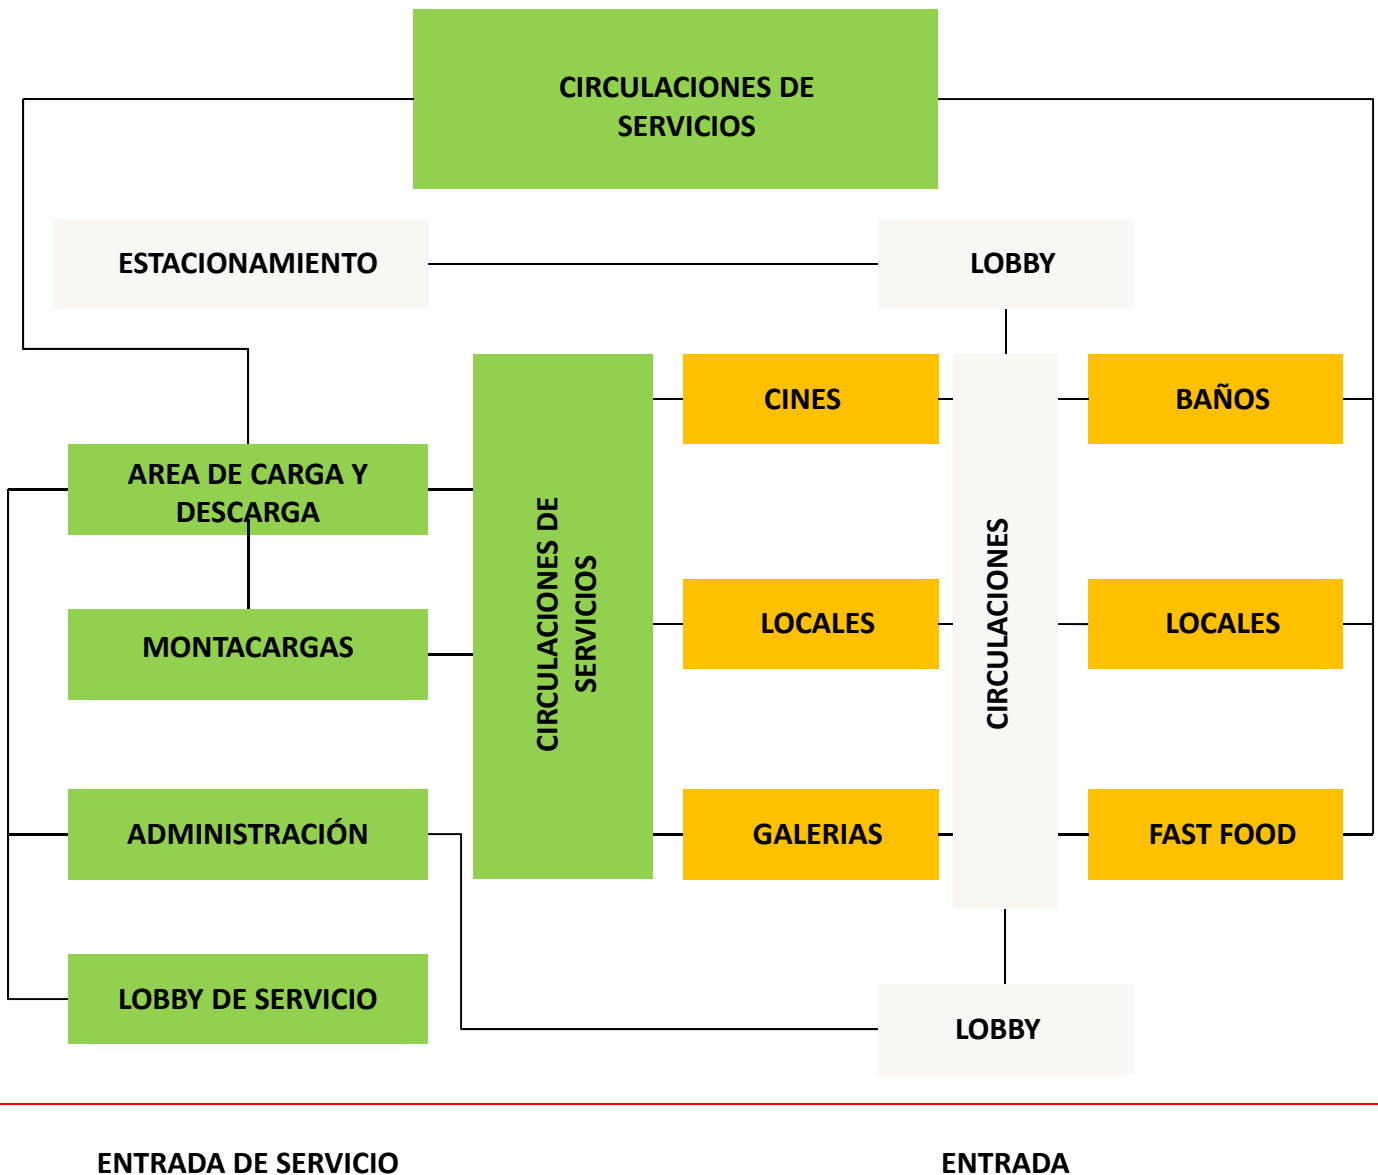 CIRCULACIONES DE
SERVICIOS
ESTACIONAMIENTO
LOBBY
CINES
BAÑOS
AREA DE CARGA Y
DESCARGA
CIRCULACIONES DE
SERVICIOS
CIRCULACIONES
LOCALES
LOCALES
MONTACARGAS
ADMINISTRACIÓN
GALERIAS
FAST FOOD
LOBBY DE SERVICIO
LOBBY
ENTRADA DE SERVICIO
ENTRADA